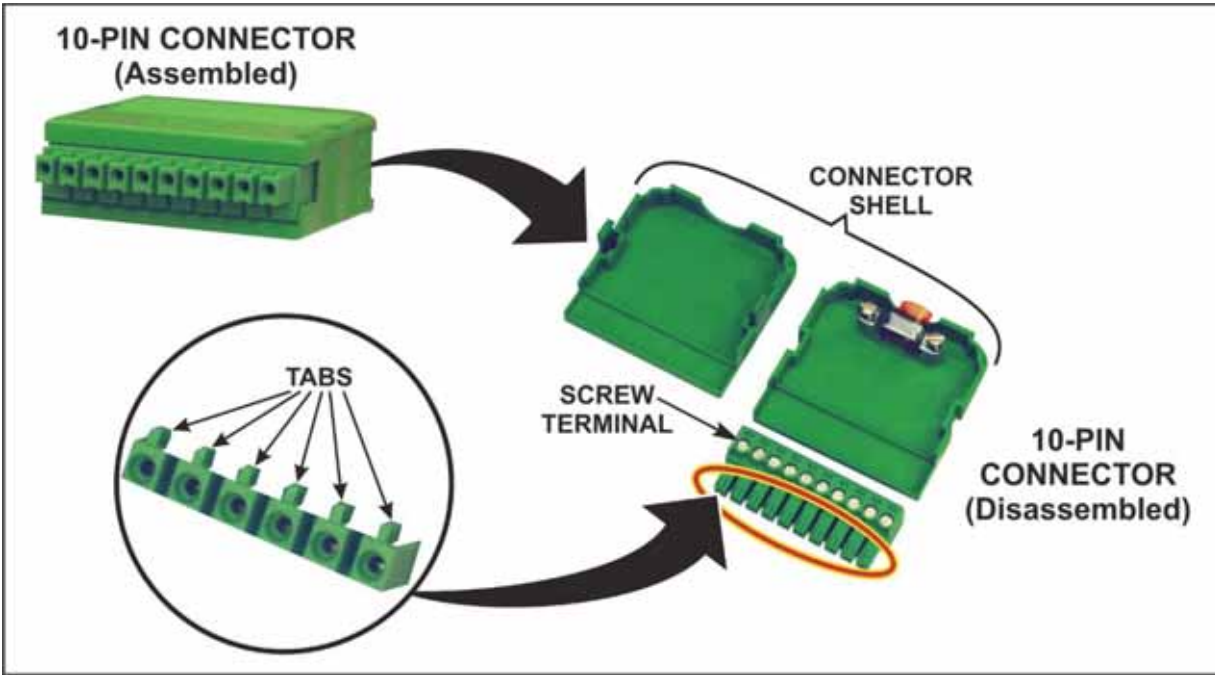 10-PIN CONNECTOR
(Assembled)
CONNECTOR
SHELL
TABS
SCREW
TERMINAL
10-PIN
CONNECTOR
(Disassembled)